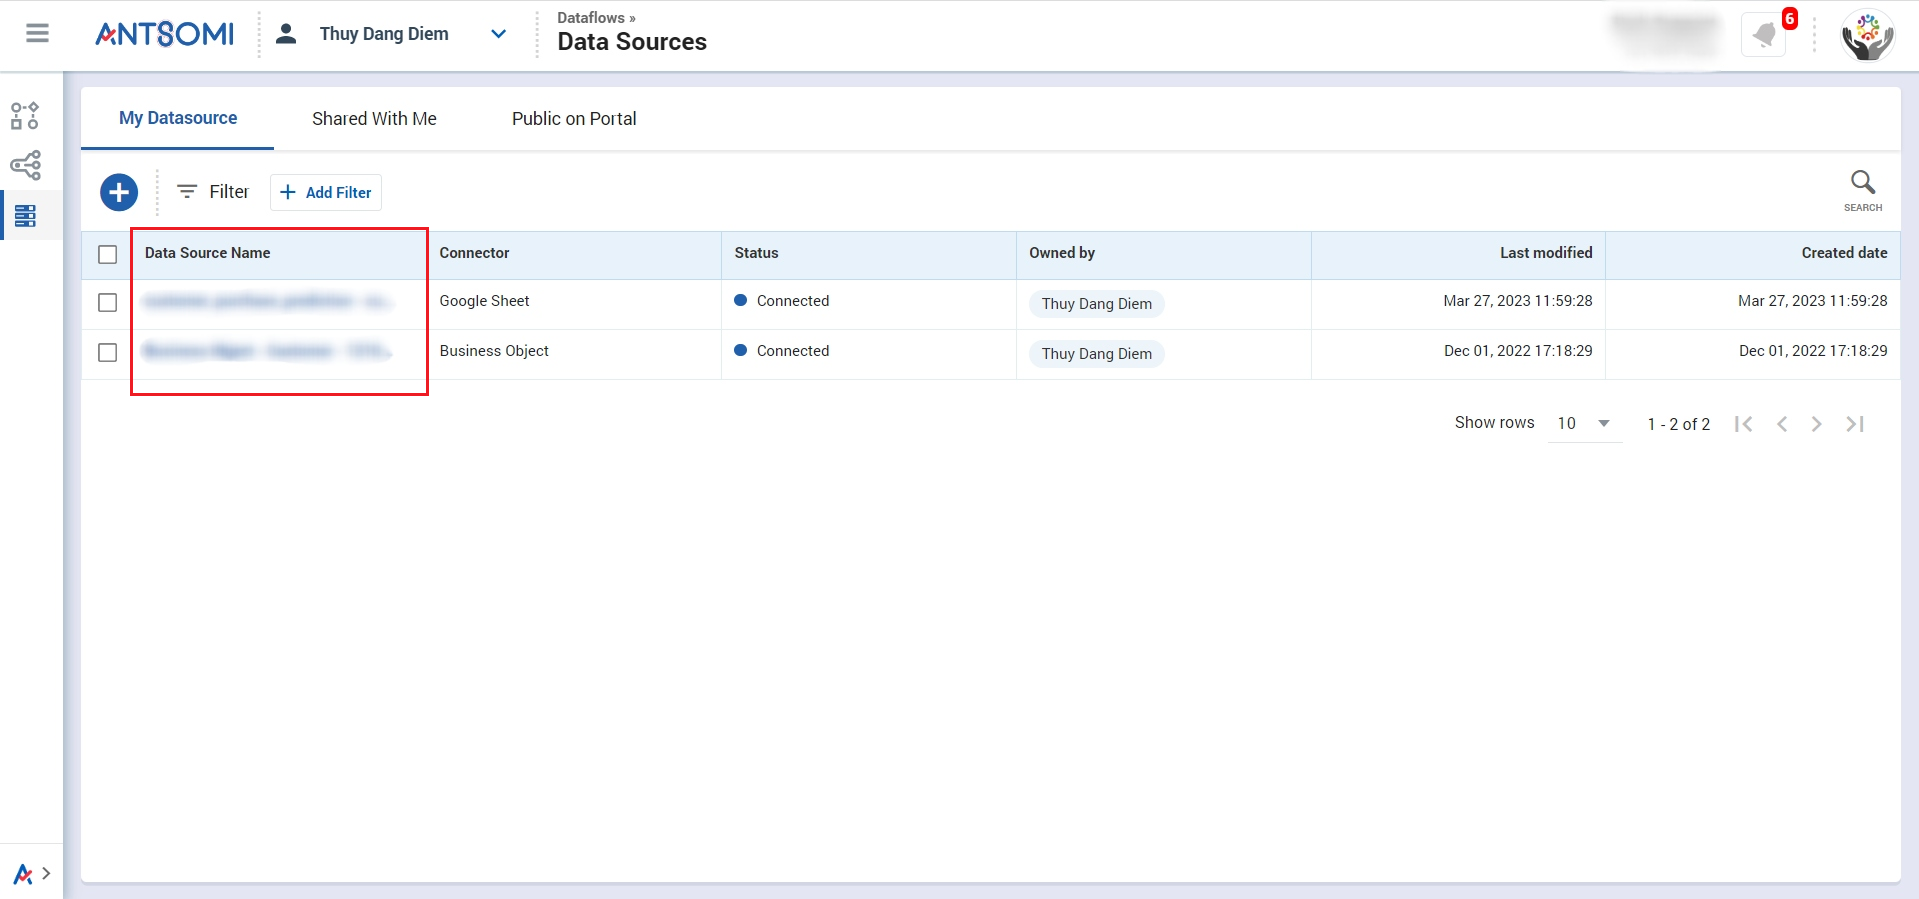 ANTSOMI
Thuy Dang Diem
Dataflows »
Data Sources
6
My Datasource
Shared With Me
Public on Portal
Filter
Add Filter
SEARCH
Data Source Name
Connector
Status
Owned by
Last modified
Created date
Google Sheet
Connected
Thuy Dang Diem
Mar 27, 2023 11:59:28
Mar 27, 2023 11:59:28
Business Object
Connected
Thuy Dang Diem
Dec 01, 2022 17:18:29
Dec 01, 2022 17:18:29
Show rows
10
1 - 2 of 2